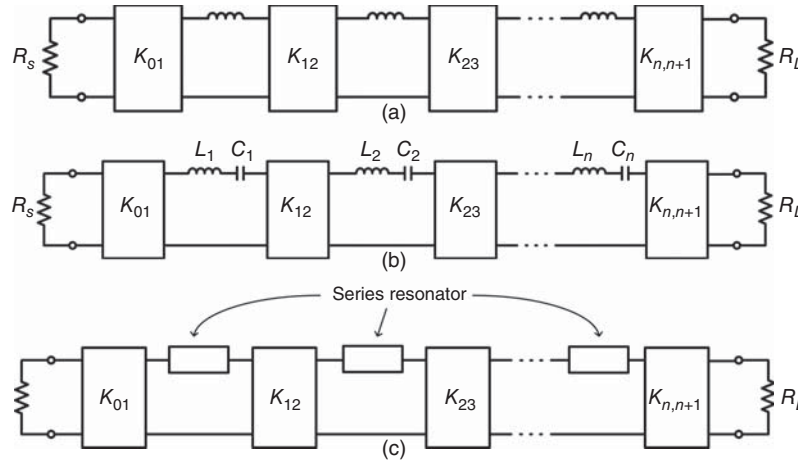 R_s K_01 K_12 K_23 K_n,n+1 R_L
(a)
L_1 C_1 L_2 C_2 L_n C_n
R_s K_01 K_12 K_23 K_n,n+1 R_L
(b)
Series resonator
K_01 K_12 K_23 K_n,n+1 R_L
(c)